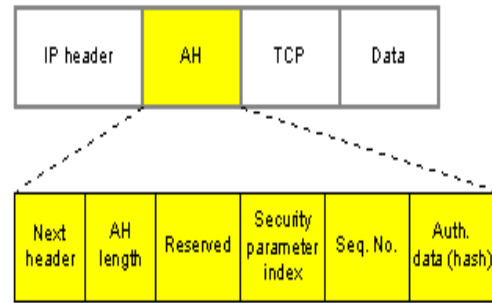 IP header
AH
TCP
Data
Next
header
AH
length
Reserved
Security
parameter
index
Seq. No.
Auth.
data (hash)